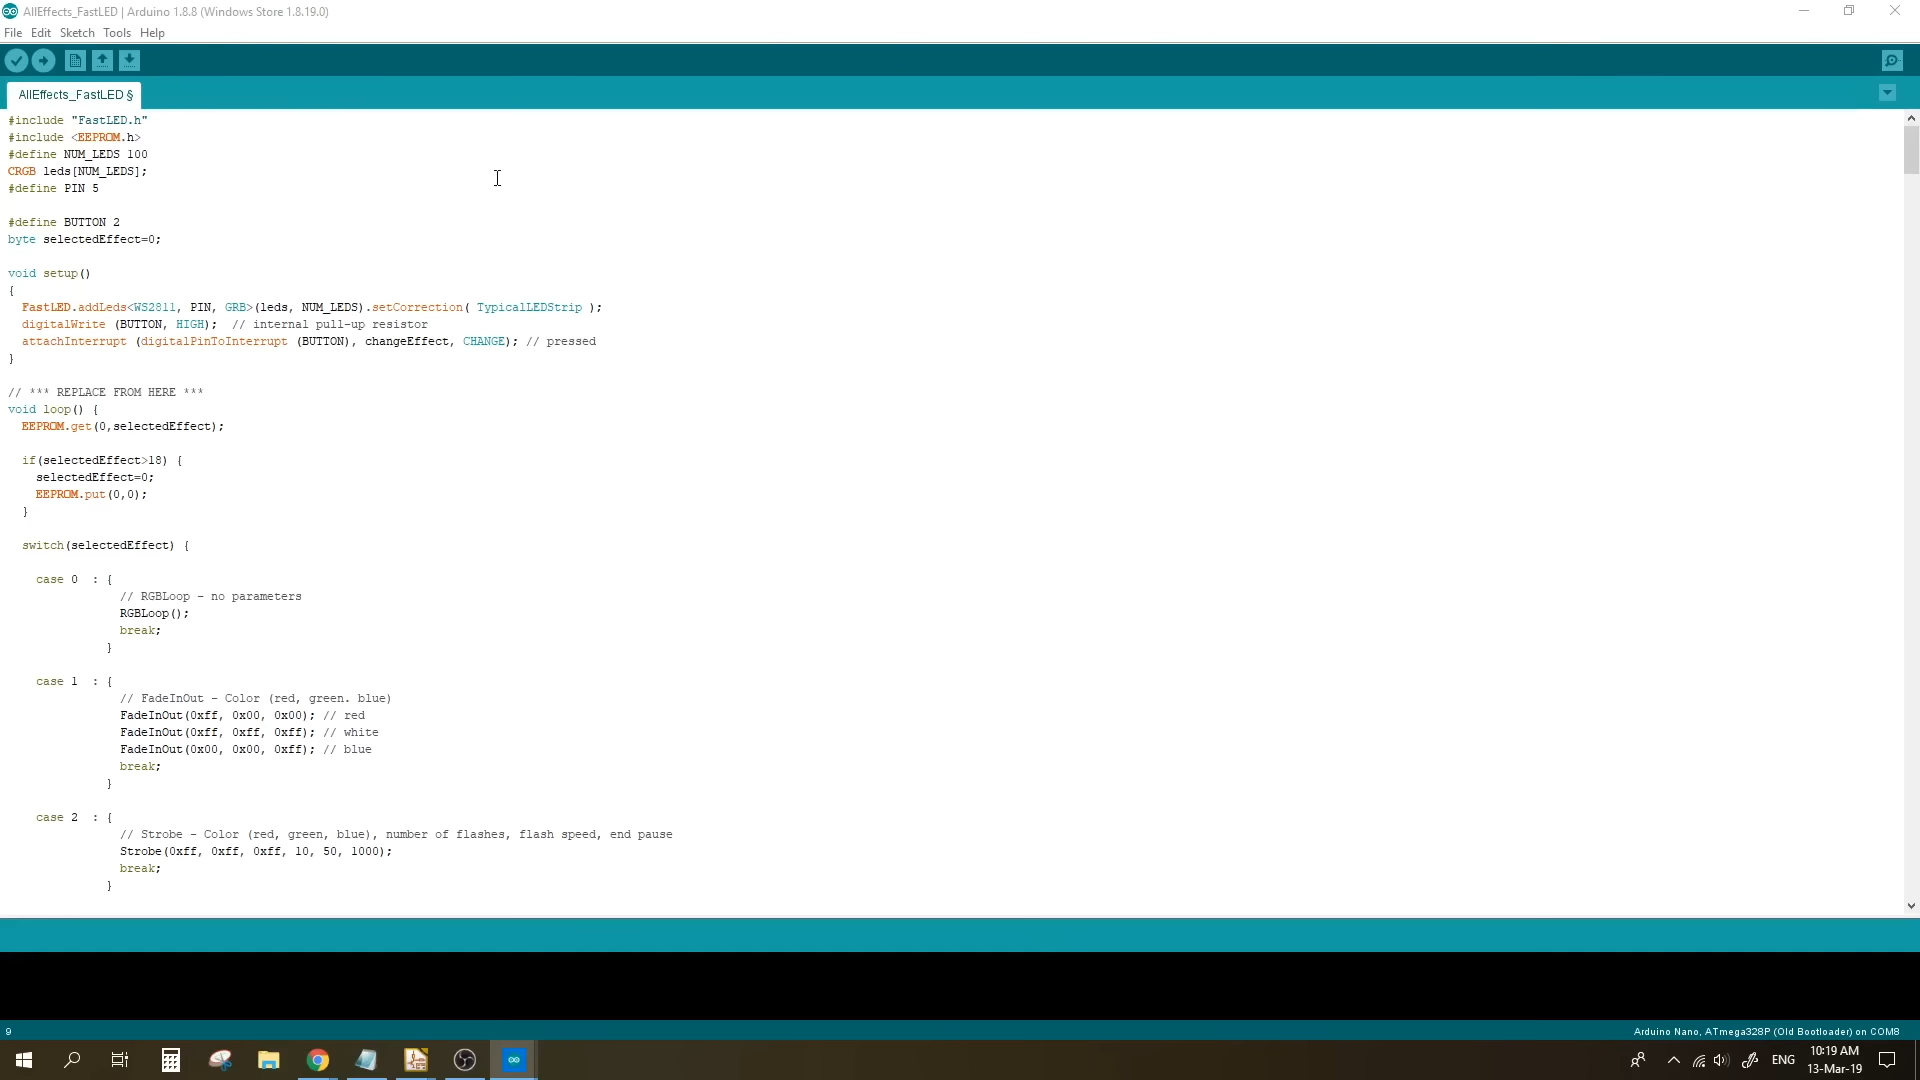 AllEffects_FastLED | Arduino 1.8.8 (Windows Store 1.8.19.0)
File Edit Sketch Tools Help
AllEffects_FastLED §
#include "FastLED.h"
#include <EEPROM.h>
#define NUM_LEDS 100
CRGB leds[NUM_LEDS];
#define PIN 5
#define BUTTON 2
byte selectedEffect=0;
void setup()
{
FastLED.addLeds<WS2811, PIN, GRB>(leds, NUM_LEDS).setCorrection( TypicalLEDStrip );
digitalWrite (BUTTON, HIGH);  // internal pull-up resistor
attachInterrupt (digitalPinToInterrupt (BUTTON), changeEffect, CHANGE); // pressed
}
// *** REPLACE FROM HERE ***
void loop() {
EEPROM.get(0,selectedEffect);
if(selectedEffect>18) {
selectedEffect=0;
EEPROM.put(0,0);
}
switch(selectedEffect) {
case 0  : {
// RGBLoop - no parameters
RGBLoop();
break;
}
case 1  : {
// FadeInOut - Color (red, green. blue)
FadeInOut(0xff, 0x00, 0x00); // red
FadeInOut(0xff, 0xff, 0xff); // white
FadeInOut(0x00, 0x00, 0xff); // blue
break;
}
case 2  : {
// Strobe - Color (red, green, blue), number of flashes, flash speed, end pause
Strobe(0xff, 0xff, 0xff, 10, 50, 1000);
break;
}
9
Arduino Nano, ATmega328P (Old Bootloader) on COM8
ENG
10:19 AM
13-Mar-19